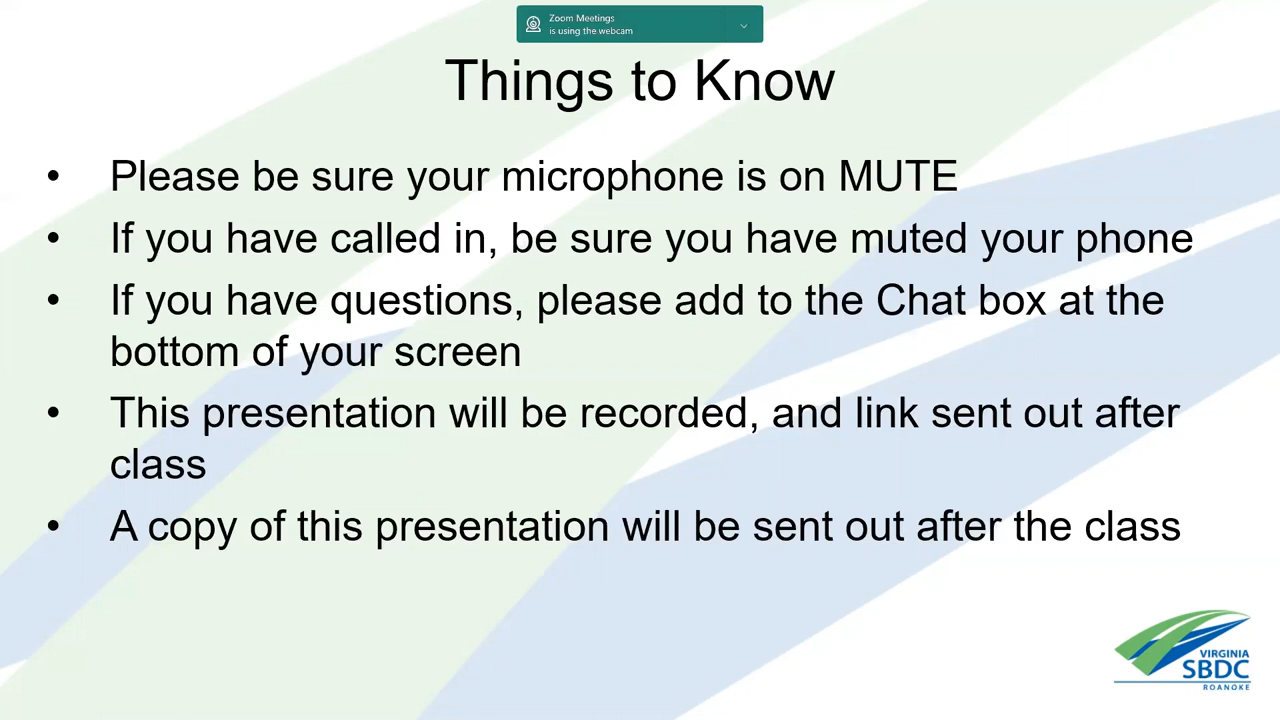 Zoom Meetings
is using the webcam
Things to Know
• Please be sure your microphone is on MUTE
• If you have called in, be sure you have muted your phone
• If you have questions, please add to the Chat box at the
bottom of your screen
• This presentation will be recorded, and link sent out after
class
• A copy of this presentation will be sent out after the class
VIRGINIA
SBDC
ROANOKE